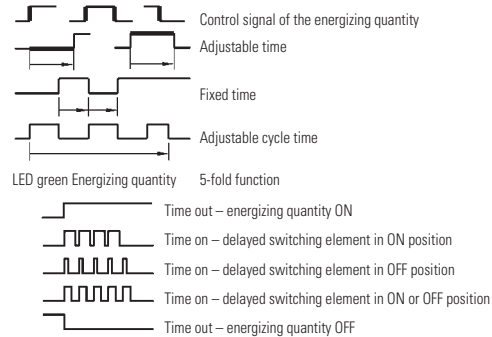 Control signal of the energizing quantity
Adjustable time
Fixed time
Adjustable cycle time
LED green Energizing quantity 5-fold function
Time out – energizing quantity ON
Time on – delayed switching element in ON position
Time on – delayed switching element in OFF position
Time on – delayed switching element in ON or OFF position
Time out – energizing quantity OFF